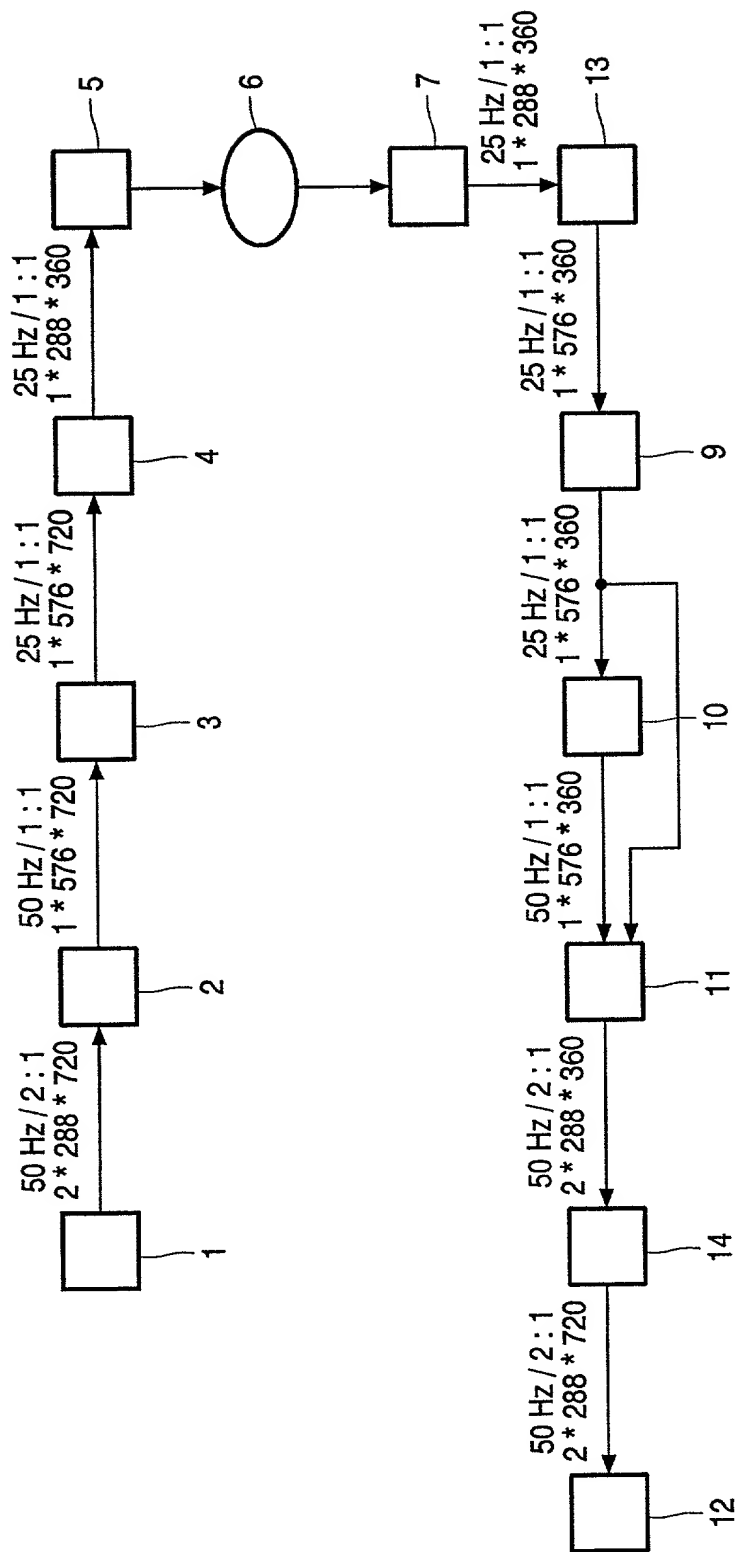 50 Hz / 2 : 1
2 * 288 * 720
50 Hz / 1 : 1
1 * 576 * 720
25 Hz / 1 : 1
1 * 576 * 720
25 Hz / 1 : 1
1 * 288 * 360
1
2
3
4
5
6
7
25 Hz / 1 : 1
1 * 288 * 360
13
50 Hz / 2 : 1
2 * 288 * 720
50 Hz / 2 : 1
2 * 288 * 360
50 Hz / 1 : 1
1 * 576 * 360
25 Hz / 1 : 1
1 * 576 * 360
25 Hz / 1 : 1
1 * 576 * 360
12
14
11
10
9